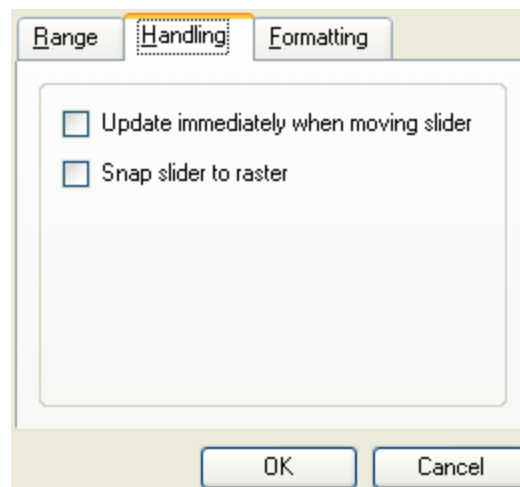 Range Handling Formatting
Update immediately when moving slider
Snap slider to raster
OK Cancel